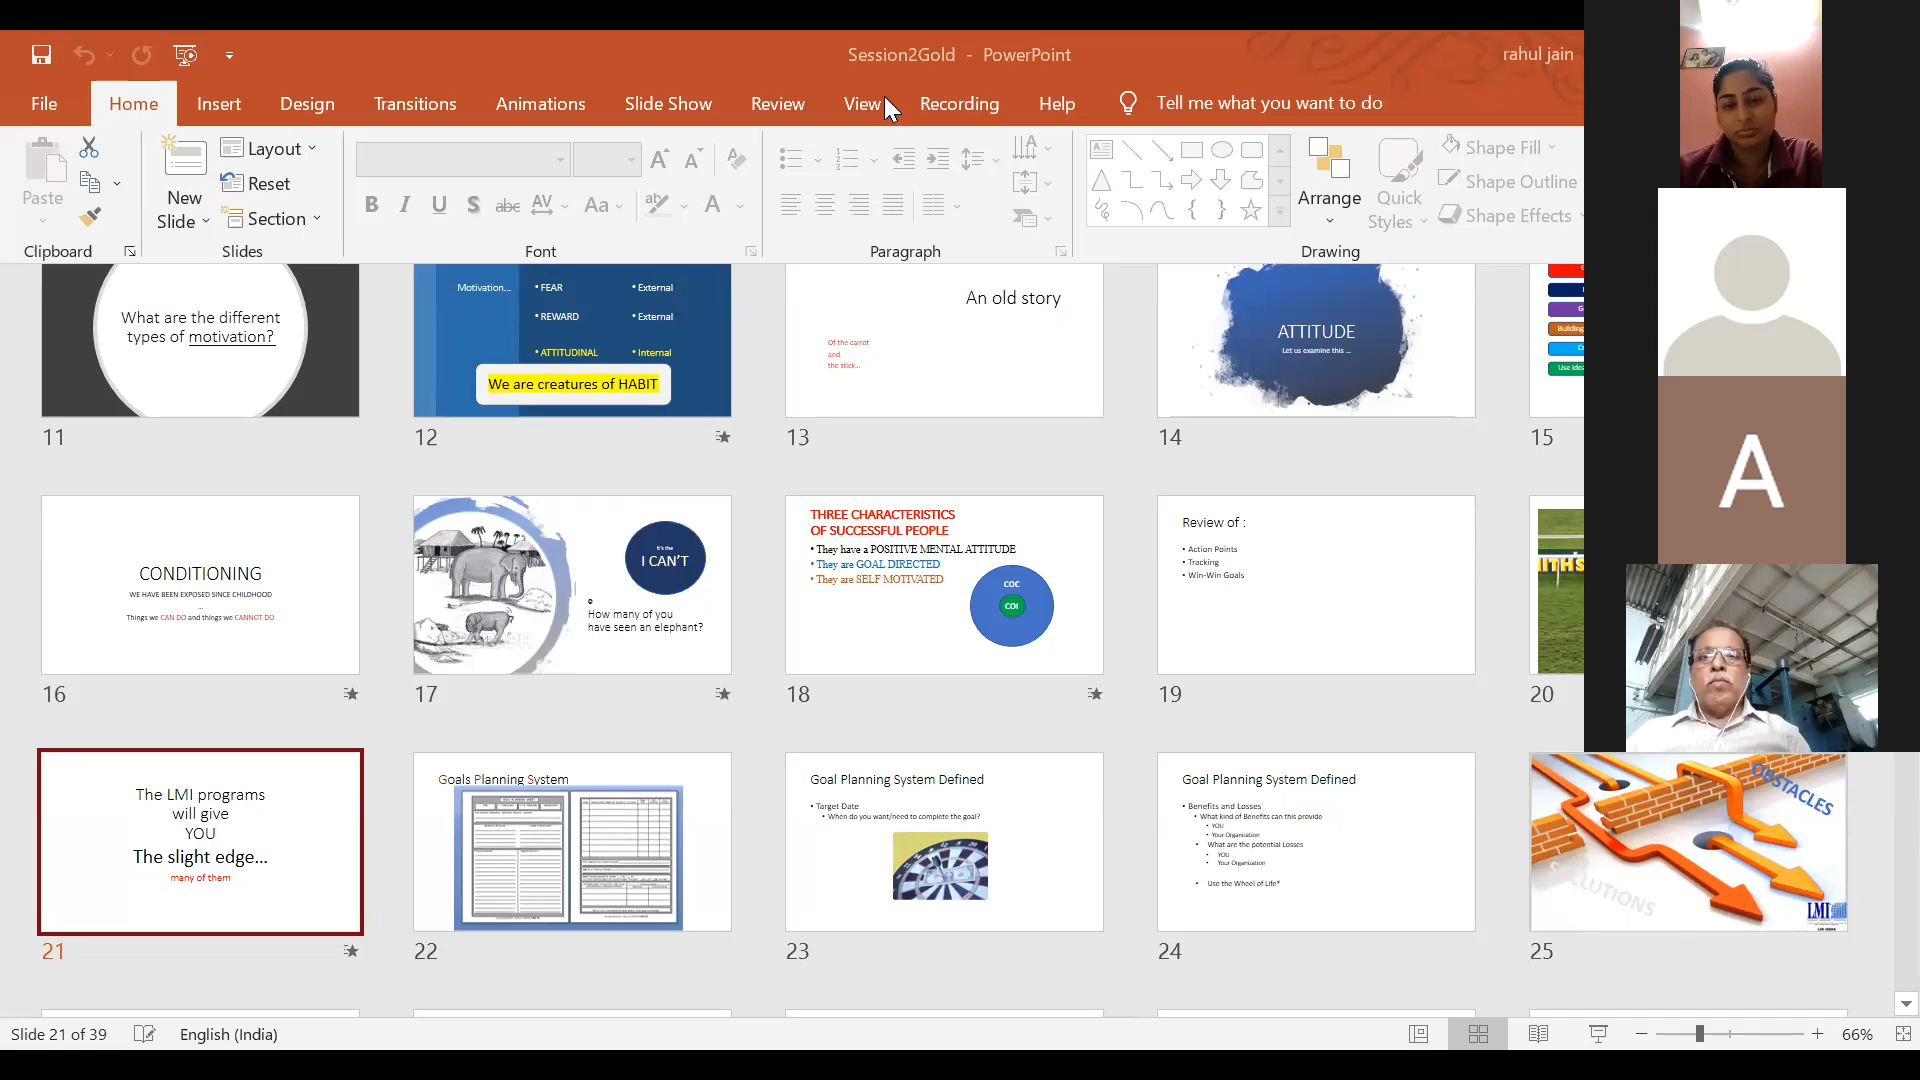 Session2Gold - PowerPoint
rahul jain
File
Home
Insert
Design
Transitions
Animations
Slide Show
Review
View
Recording
Help
Tell me what you want to do
Paste
New
Slide
Layout
Reset
Section
Shape Fill
Shape Outline
Shape Effects
Arrange
Quick
Styles
Clipboard
Slides
Font
Paragraph
Drawing
What are the different
types of motivation?
11
Motivation...
• FEAR
• External
• REWARD
• External
• ATTITUDINAL
• Internal
We are creatures of HABIT
12
An old story
Of the carrot
and
the stick...
13
ATTITUDE
Let us examine this ...
14
Building
Use idea
15
CONDITIONING
WE HAVE BEEN EXPOSED SINCE CHILDHOOD
...
Things we CAN DO and things we CANNOT DO
16
It's the
I CAN'T
How many of you
have seen an elephant?
17
THREE CHARACTERISTICS
OF SUCCESSFUL PEOPLE
• They have a POSITIVE MENTAL ATTITUDE
• They are GOAL DIRECTED
• They are SELF MOTIVATED
COC
COI
18
Review of :
• Action Points
• Tracking
• Win-Win Goals
19
ITH'S
20
The LMI programs
will give
YOU
The slight edge...
many of them
21
Goals Planning System
22
Goal Planning System Defined
• Target Date
• When do you want/need to complete the goal?
23
Goal Planning System Defined
• Benefits and Losses
• What kind of Benefits can this provide
• YOU
• Your Organization
• What are the potential Losses
• YOU
• Your Organization
• Use the Wheel of Life*
24
OBSTACLES
SOLUTIONS
LMI
25
A
Slide 21 of 39
English (India)
66%